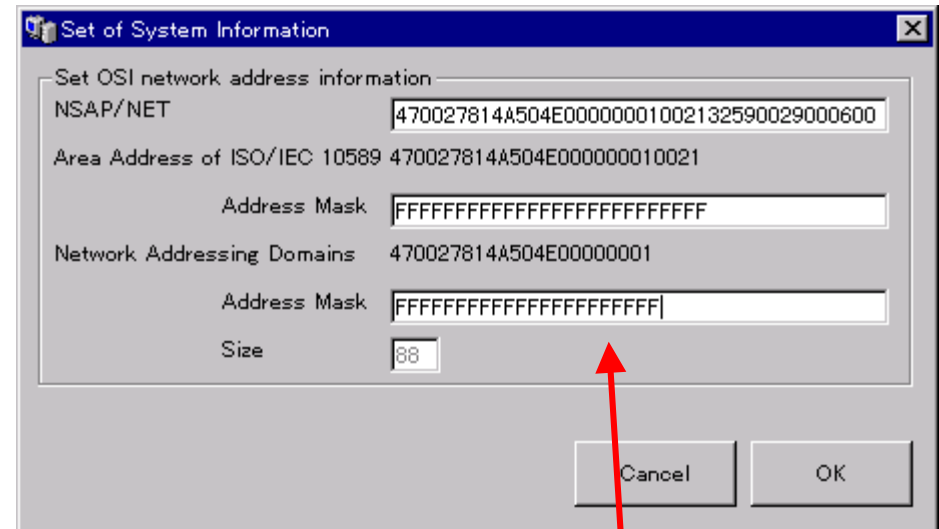 Set of System Information
Set OSI network address information
NSAP/NET 470027814A504E00000001002132590029000600
Area Address of ISO/IEC 10589 470027814A504E000000010021
Address Mask FFFFFFFFFFFFFFFFFFFFFFFFFF
Network Addressing Domains 470027814A504E00000001
Address Mask FFFFFFFFFFFFFFFFFFFFFF
Size 88
Cancel OK